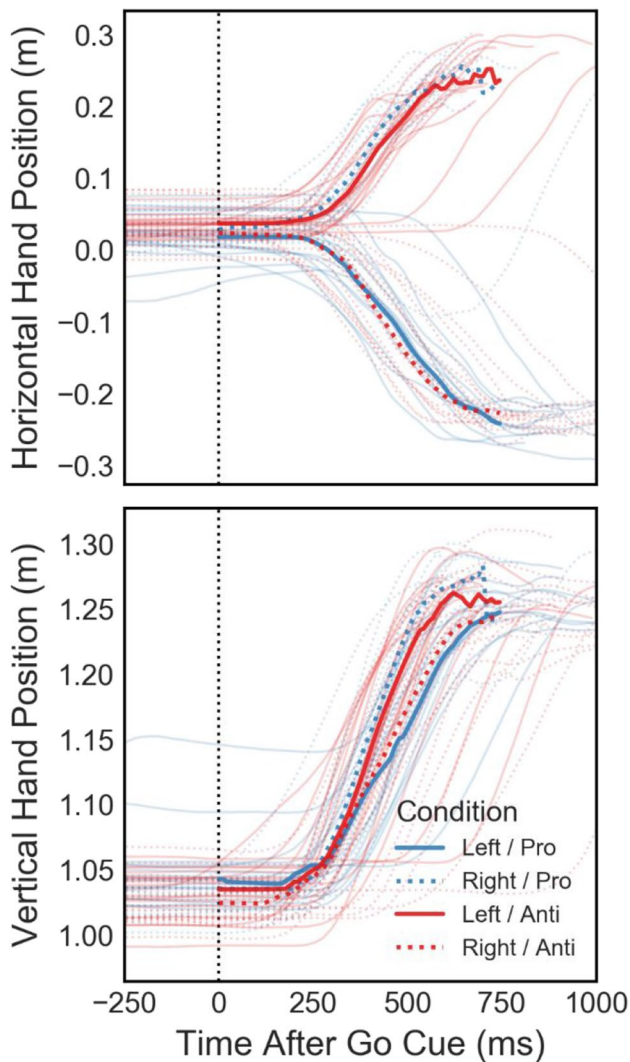 Horizontal Hand Position (m)
0.3
0.2
0.1
0.0
−0.1
−0.2
−0.3
Vertical Hand Position (m)
1.30
1.25
1.20
1.15
1.10
1.05
1.00
Condition
Left / Pro
Right / Pro
Left / Anti
Right / Anti
−250 0 250 500 750 1000
Time After Go Cue (ms)